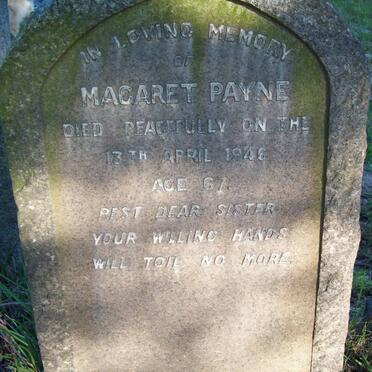 IN LOVING MEMORY
OF
MAGARET PAYNE
DIED PEACEFULLY ON THE
13TH APRIL 1946
AGE 67
REST DEAR SISTER
YOUR WILLING HANDS
WILL TOIL NO MORE.